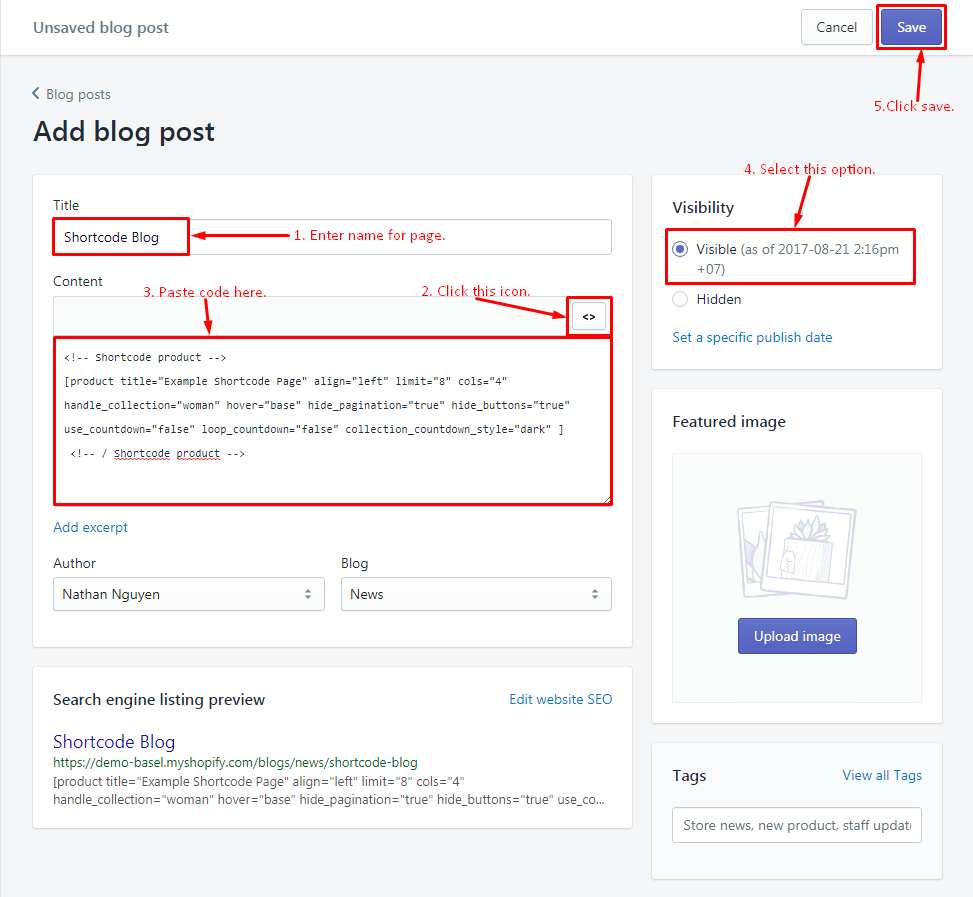 Unsaved blog post
Cancel
Save
5.Click save.
Blog posts
Add blog post
4. Select this option.
Title
Shortcode Blog
1. Enter name for page.
Content
3. Paste code here.
2. Click this icon.
<>
<!-- Shortcode product -->
[product title="Example Shortcode Page" align="left" limit="8" cols="4"
handle_collection="woman" hover="base" hide_pagination="true" hide_buttons="true"
use_countdown="false" loop_countdown="false" collection_countdown_style="dark" ]
<!-- / Shortcode product -->
Add excerpt
Author
Blog
Nathan Nguyen
News
Visibility
Visible (as of 2017-08-21 2:16pm
+07)
Hidden
Set a specific publish date
Featured image
Upload image
Search engine listing preview
Edit website SEO
Shortcode Blog
https://demo-basel.myshopify.com/blogs/news/shortcode-blog
[product title="Example Shortcode Page" align="left" limit="8" cols="4"
handle_collection="woman" hover="base" hide_pagination="true" hide_buttons="true" use_co...
Tags
View all Tags
Store news, new product, staff updat